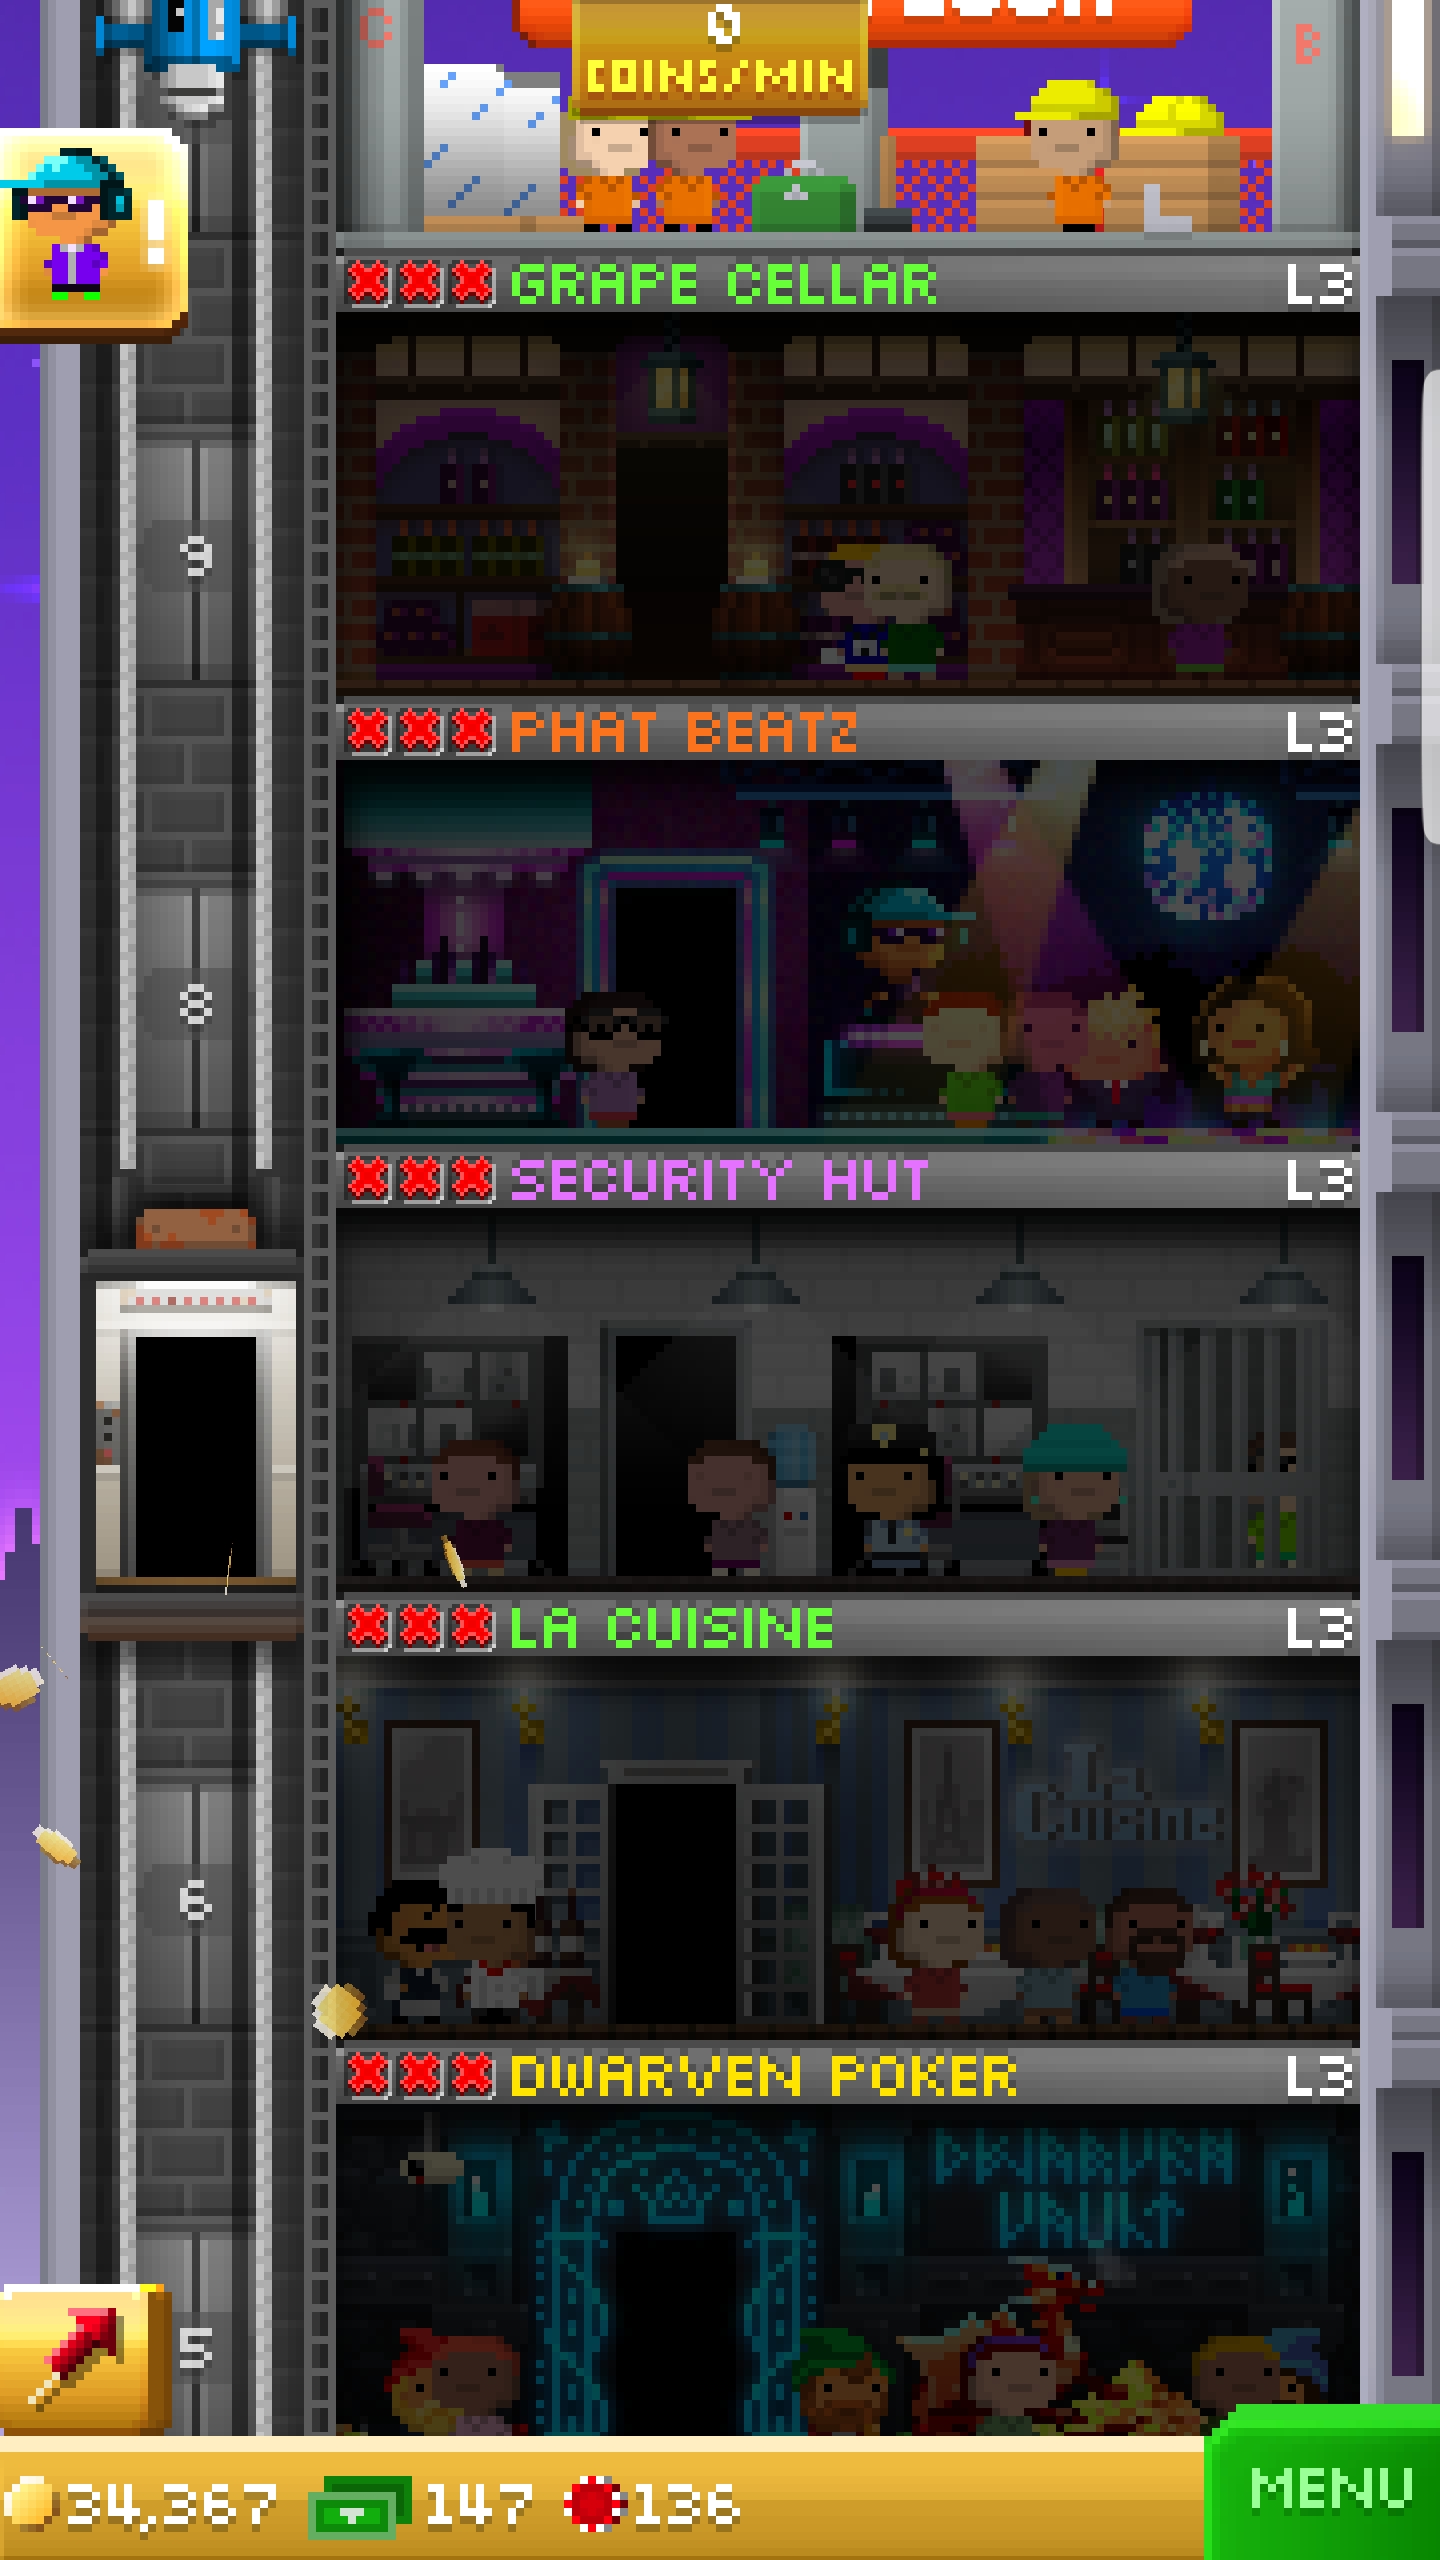 C
B
0
COINS/MIN
!
GRAPE CELLAR L3
9
PHAT BEATZ L3
8
SECURITY HUT L3
LA CUISINE L3
La
Cuisine
6
DWARVEN POKER L3
DWARVEN
VAULT
5
34,367 147 136
MENU